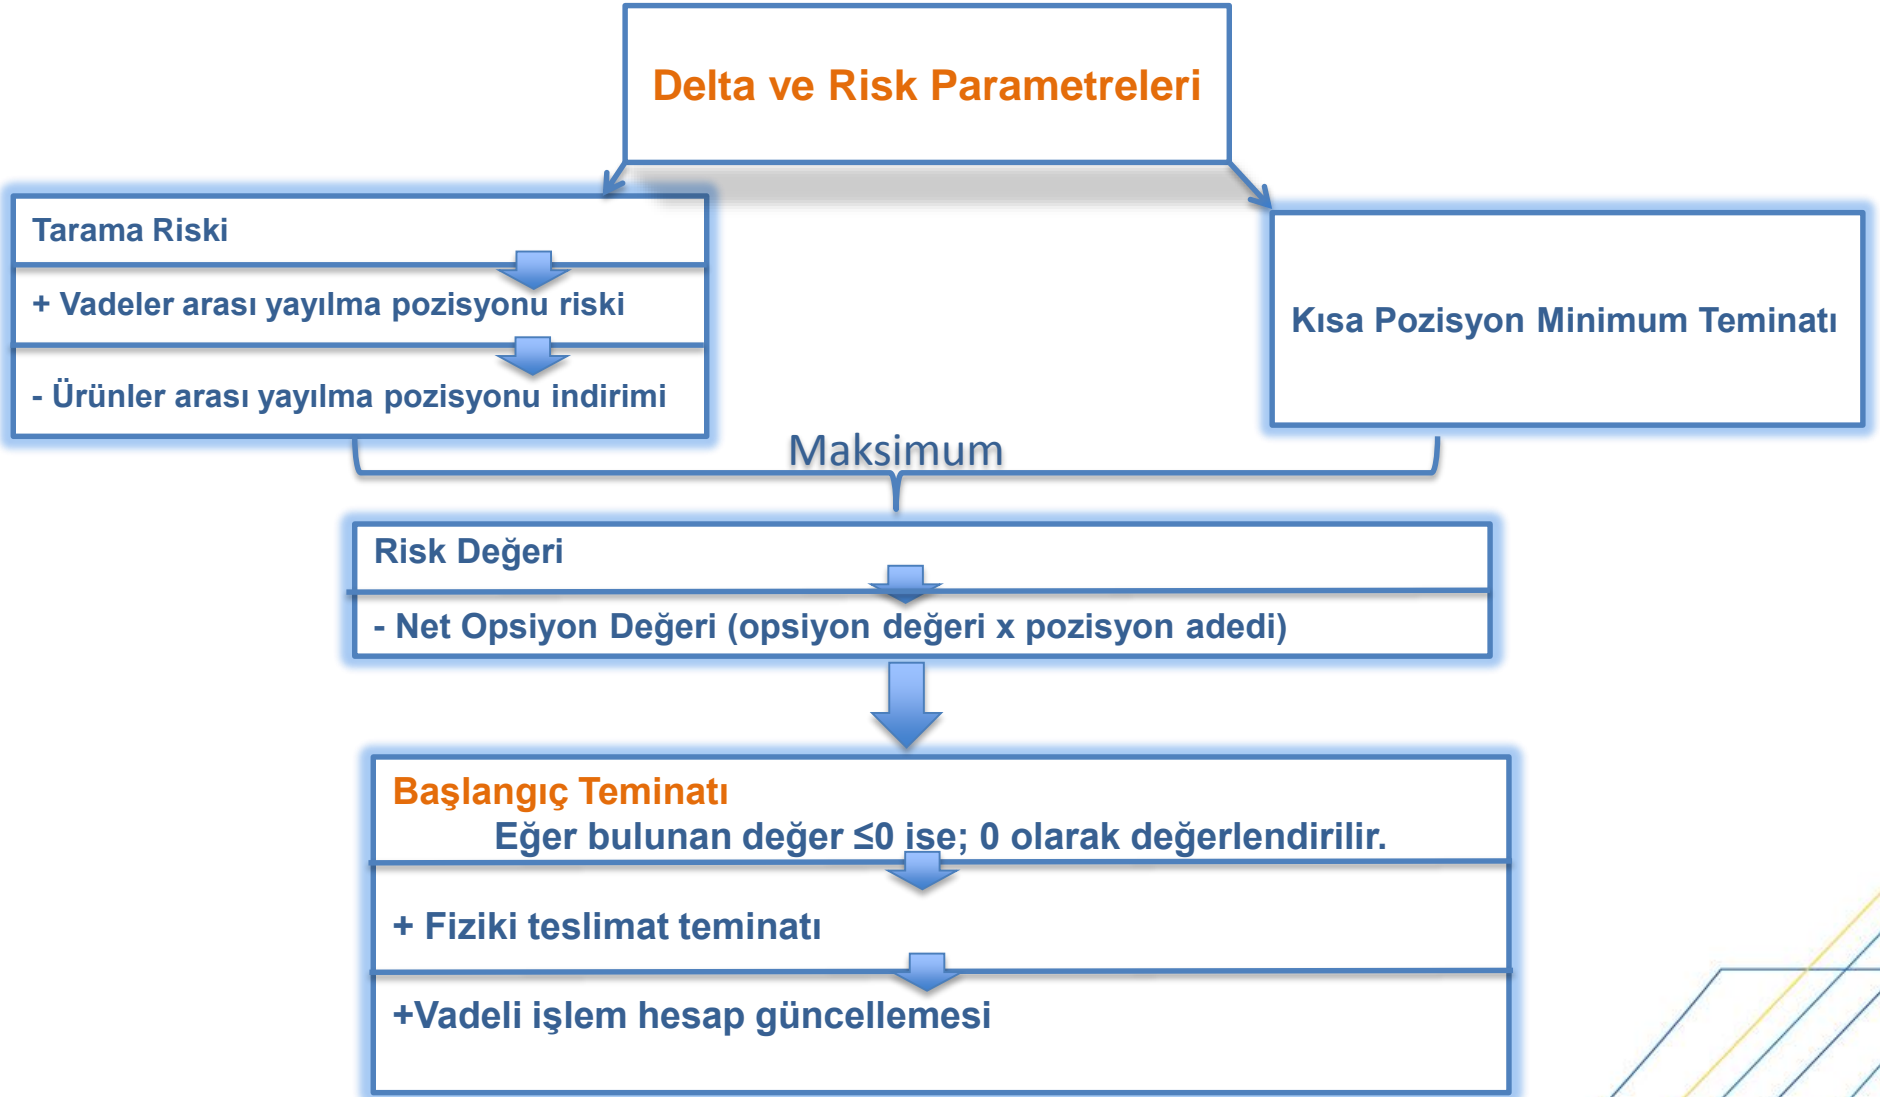 Delta ve Risk Parametreleri
Tarama Riski
+ Vadeler arası yayılma pozisyonu riski
- Ürünler arası yayılma pozisyonu indirimi
Kısa Pozisyon Minimum Teminatı
Maksimum
Risk Değeri
- Net Opsiyon Değeri (opsiyon değeri x pozisyon adedi)
Başlangıç Teminatı
Eğer bulunan değer ≤0 ise; 0 olarak değerlendirilir.
+ Fiziki teslimat teminatı
+Vadeli işlem hesap güncellemesi